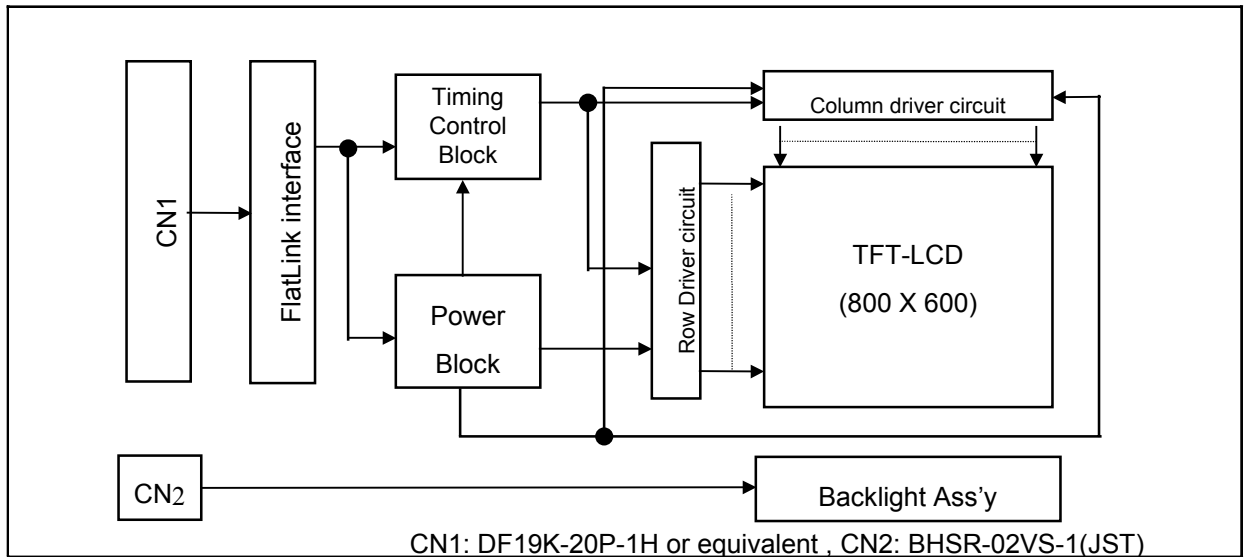 CN1
FlatLink interface
Timing
Control
Block
Power
Block
Row Driver circuit
Column driver circuit
TFT-LCD
(800 X 600)
CN2
Backlight Ass’y
CN1: DF19K-20P-1H or equivalent , CN2: BHSR-02VS-1(JST)